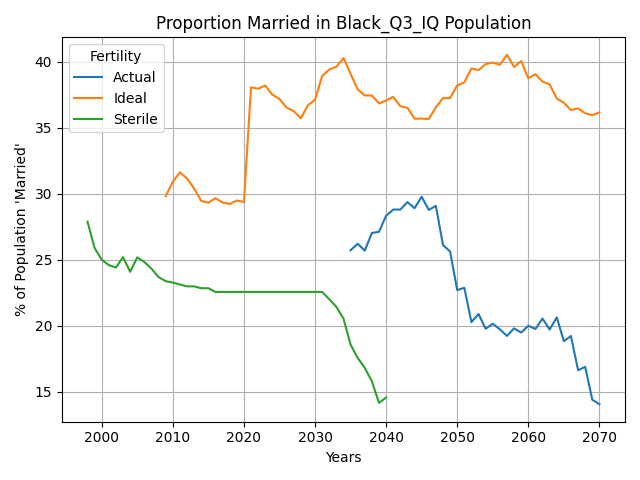 Proportion Married in Black_Q3_IQ Population
Fertility
Actual
Ideal
Sterile
% of Population 'Married'
40
35
30
25
20
15
2000
2010
2020
2030
2040
2050
2060
2070
Years